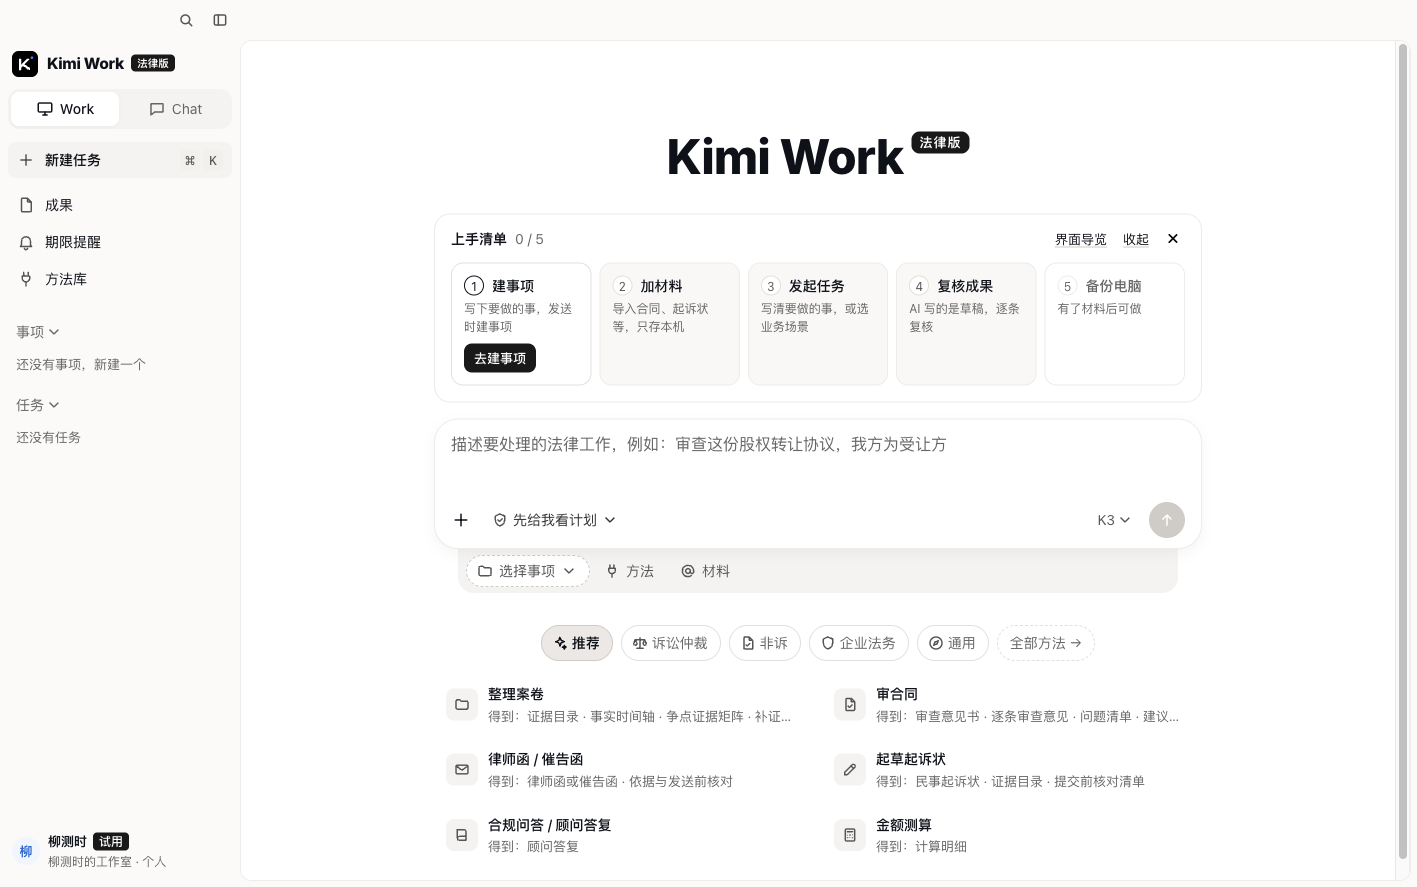 Kimi Work 法律版
Work
Chat
新建任务 ⌘ K
成果
期限提醒
方法库
事项
还没有事项，新建一个
任务
还没有任务
柳
柳测时 试用
柳测时的工作室 · 个人
Kimi Work 法律版
上手清单 0 / 5
界面导览 收起
1 建事项
写下要做的事，发送
时建事项
去建事项
2 加材料
导入合同、起诉状
等，只存本机
3 发起任务
写清要做的事，或选
业务场景
4 复核成果
AI 写的是草稿，逐条
复核
5 备份电脑
有了材料后可做
描述要处理的法律工作，例如：审查这份股权转让协议，我方为受让方
先给我看计划
K3
选择事项
方法
材料
推荐
诉讼仲裁
非诉
企业法务
通用
全部方法 →
整理案卷
得到：证据目录 · 事实时间轴 · 争点证据矩阵 · 补证…
审合同
得到：审查意见书 · 逐条审查意见 · 问题清单 · 建议…
律师函 / 催告函
得到：律师函或催告函 · 依据与发送前核对
起草起诉状
得到：民事起诉状 · 证据目录 · 提交前核对清单
合规问答 / 顾问答复
得到：顾问答复
金额测算
得到：计算明细